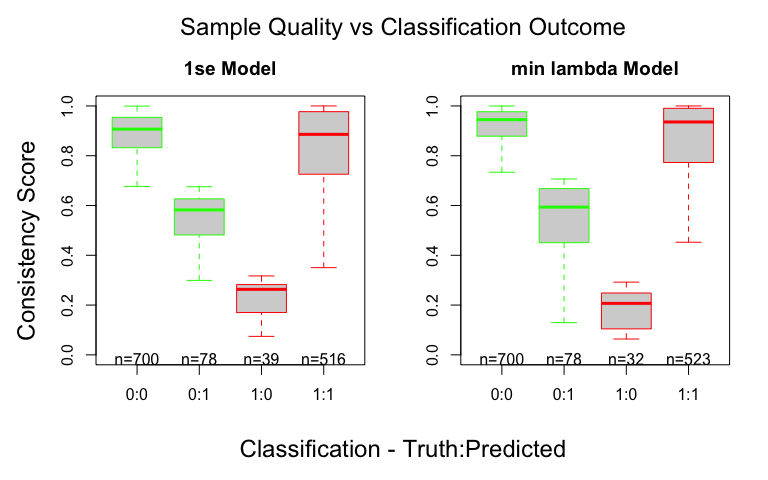 Sample Quality vs Classification Outcome
1se Model
min lambda Model
Consistency Score
1.0
0.8
0.6
0.4
0.2
0.0
n=700 n=78 n=39 n=516
0:0 0:1 1:0 1:1
1.0
0.8
0.6
0.4
0.2
0.0
n=700 n=78 n=32 n=523
0:0 0:1 1:0 1:1
Classification - Truth:Predicted